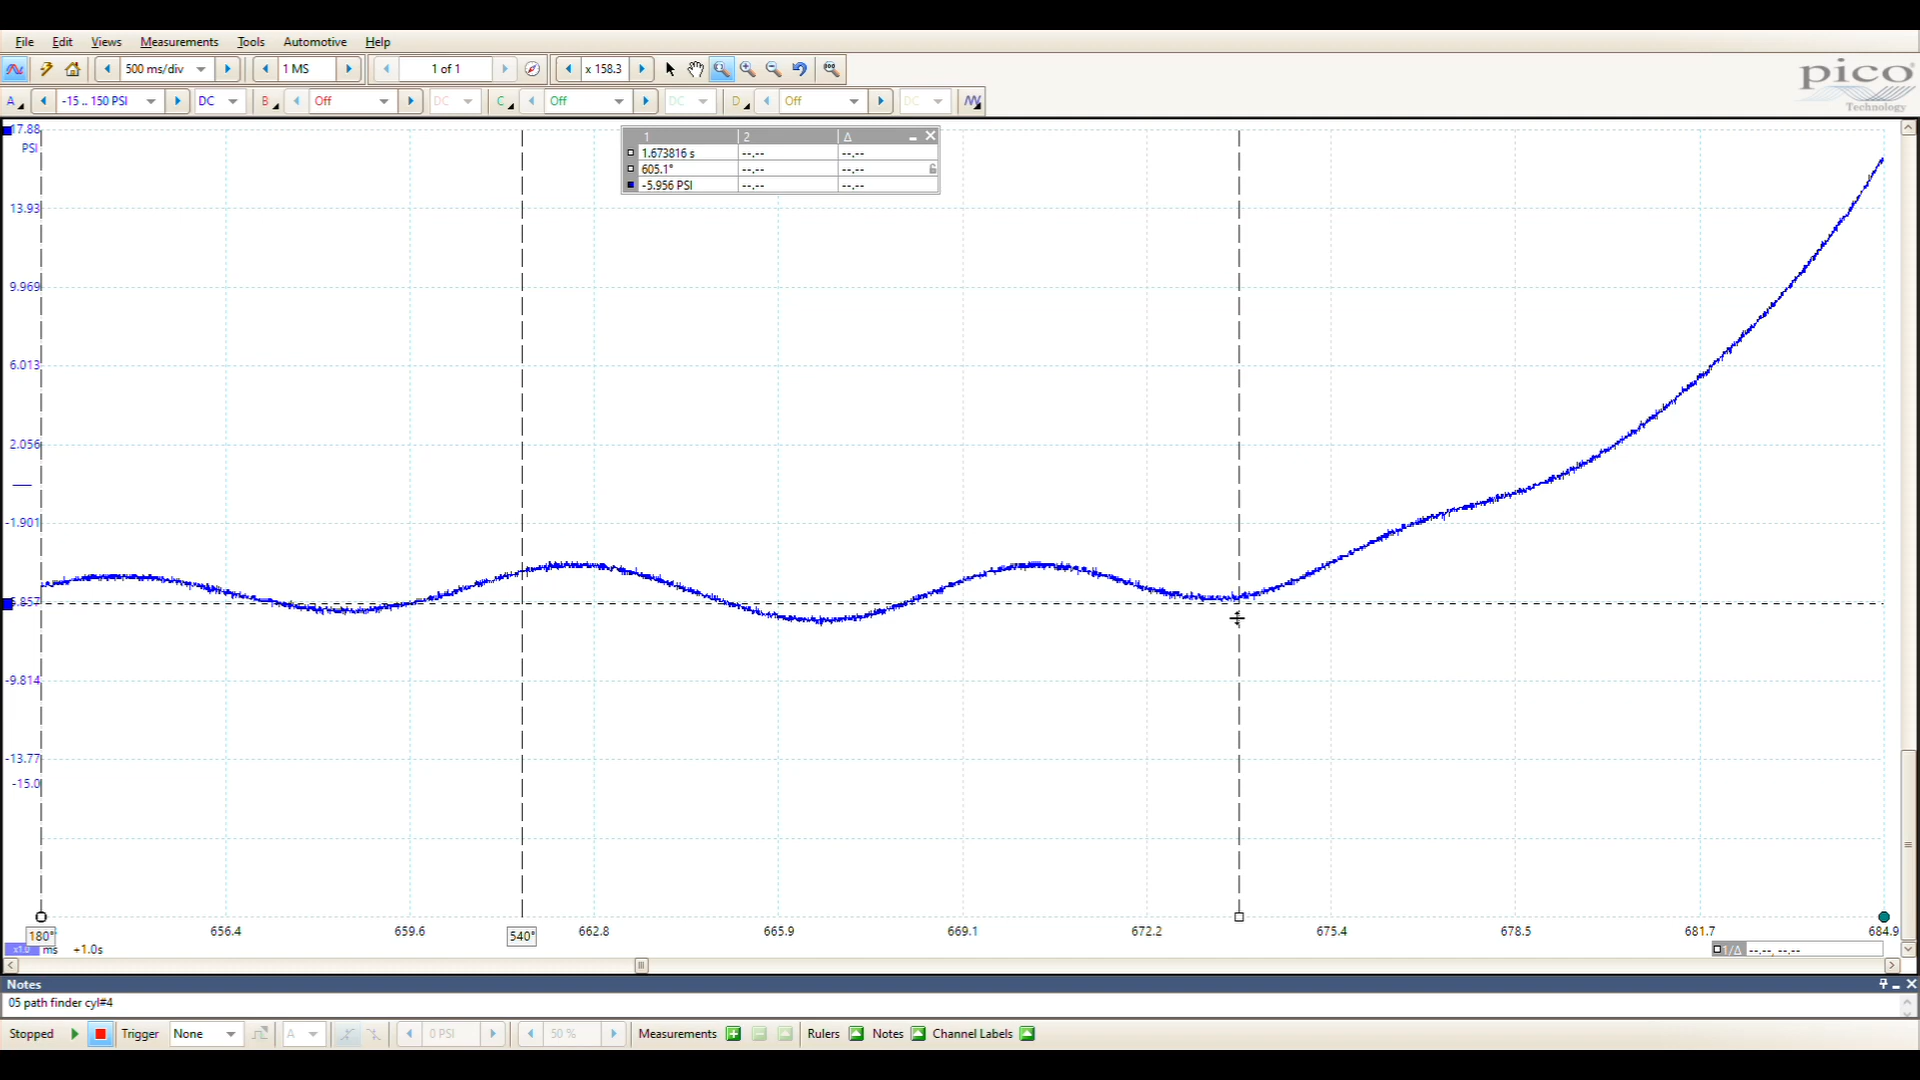 File Edit Views Measurements Tools Automotive Help
500 ms/div 1 MS 1 of 1 x 158.3
pico
Technology
A -15 .. 150 PSI DC B Off DC C Off DC D Off DC
17.88
PSI
13.93
9.969
6.013
2.056
-1.901
-9.814
-13.77
-15.0
1 2 Δ
1.673816 s --.-- --.--
605.1° --.-- --.--
-5.956 PSI --.-- --.--
180° 656.4 659.6 540° 662.8 665.9 669.1 672.2 675.4 678.5 681.7 684.9
x1.0 ms +1.0s
1/Δ --.--, --.--
Notes
05 path finder cyl#4
Stopped Trigger None A 0 PSI 50 % Measurements Rulers Notes Channel Labels